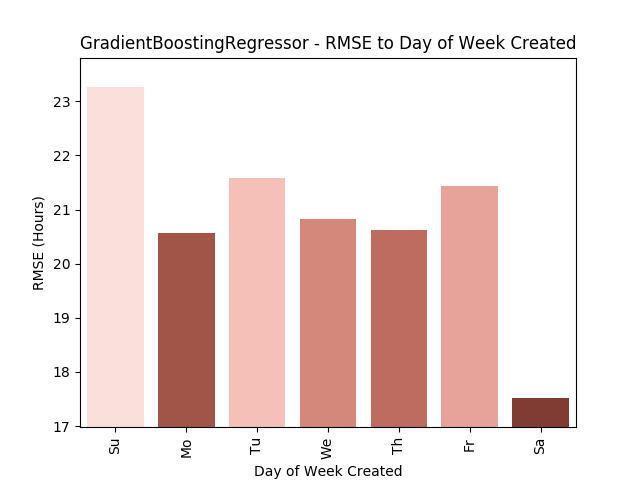 GradientBoostingRegressor - RMSE to Day of Week Created
RMSE (Hours)
23
22
21
20
19
18
17
Su
Mo
Tu
We
Th
Fr
Sa
Day of Week Created